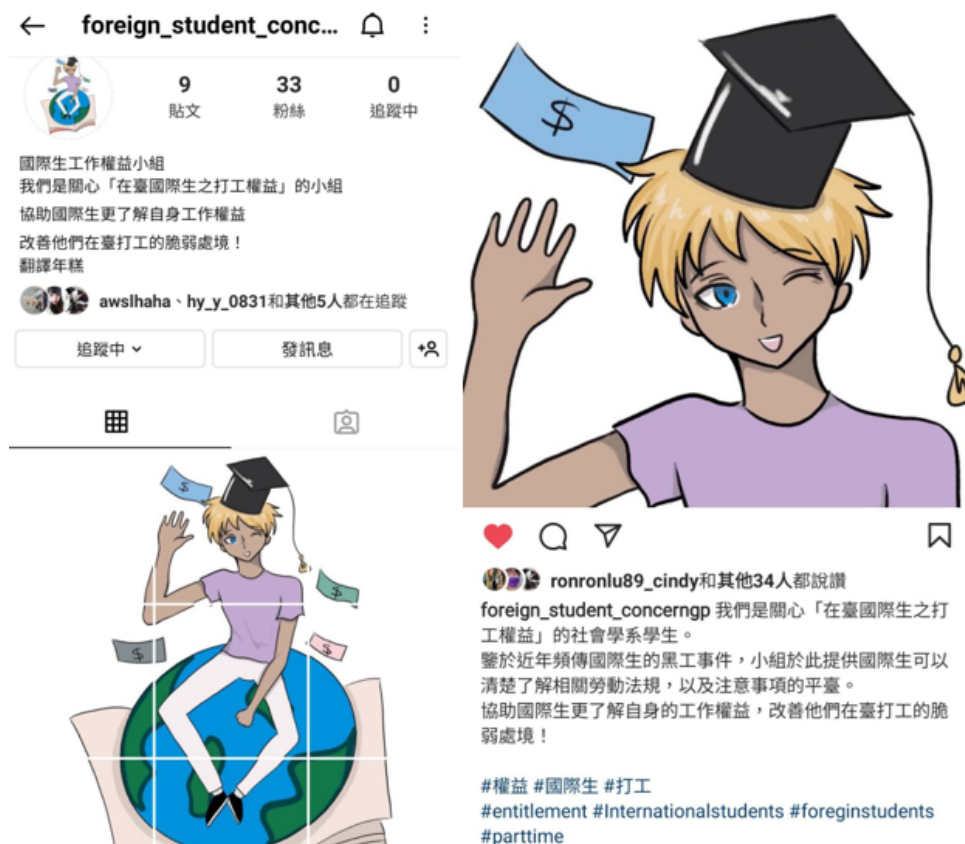 foreign_student_conc...
9
33
0
貼文
粉絲
追蹤中
國際生工作權益小組
我們是關心「在臺國際生之打工權益」的小組
協助國際生更了解自身工作權益
改善他們在臺打工的脆弱處境！
翻譯年糕
awslhaha、hy_y_0831和其他5人都在追蹤
追蹤中
發訊息
$
$
$
$
$
ronronlu89_cindy和其他34人都說讚
foreign_student_concerngp 我們是關心「在臺國際生之打
工權益」的社會學系學生。
鑒於近年頻傳國際生的黑工事件，小組於此提供國際生可以
清楚了解相關勞動法規，以及注意事項的平臺。
協助國際生更了解自身的工作權益，改善他們在臺打工的脆
弱處境！
#權益 #國際生 #打工
#entitlement #Internationalstudents #foreginstudents
#parttime